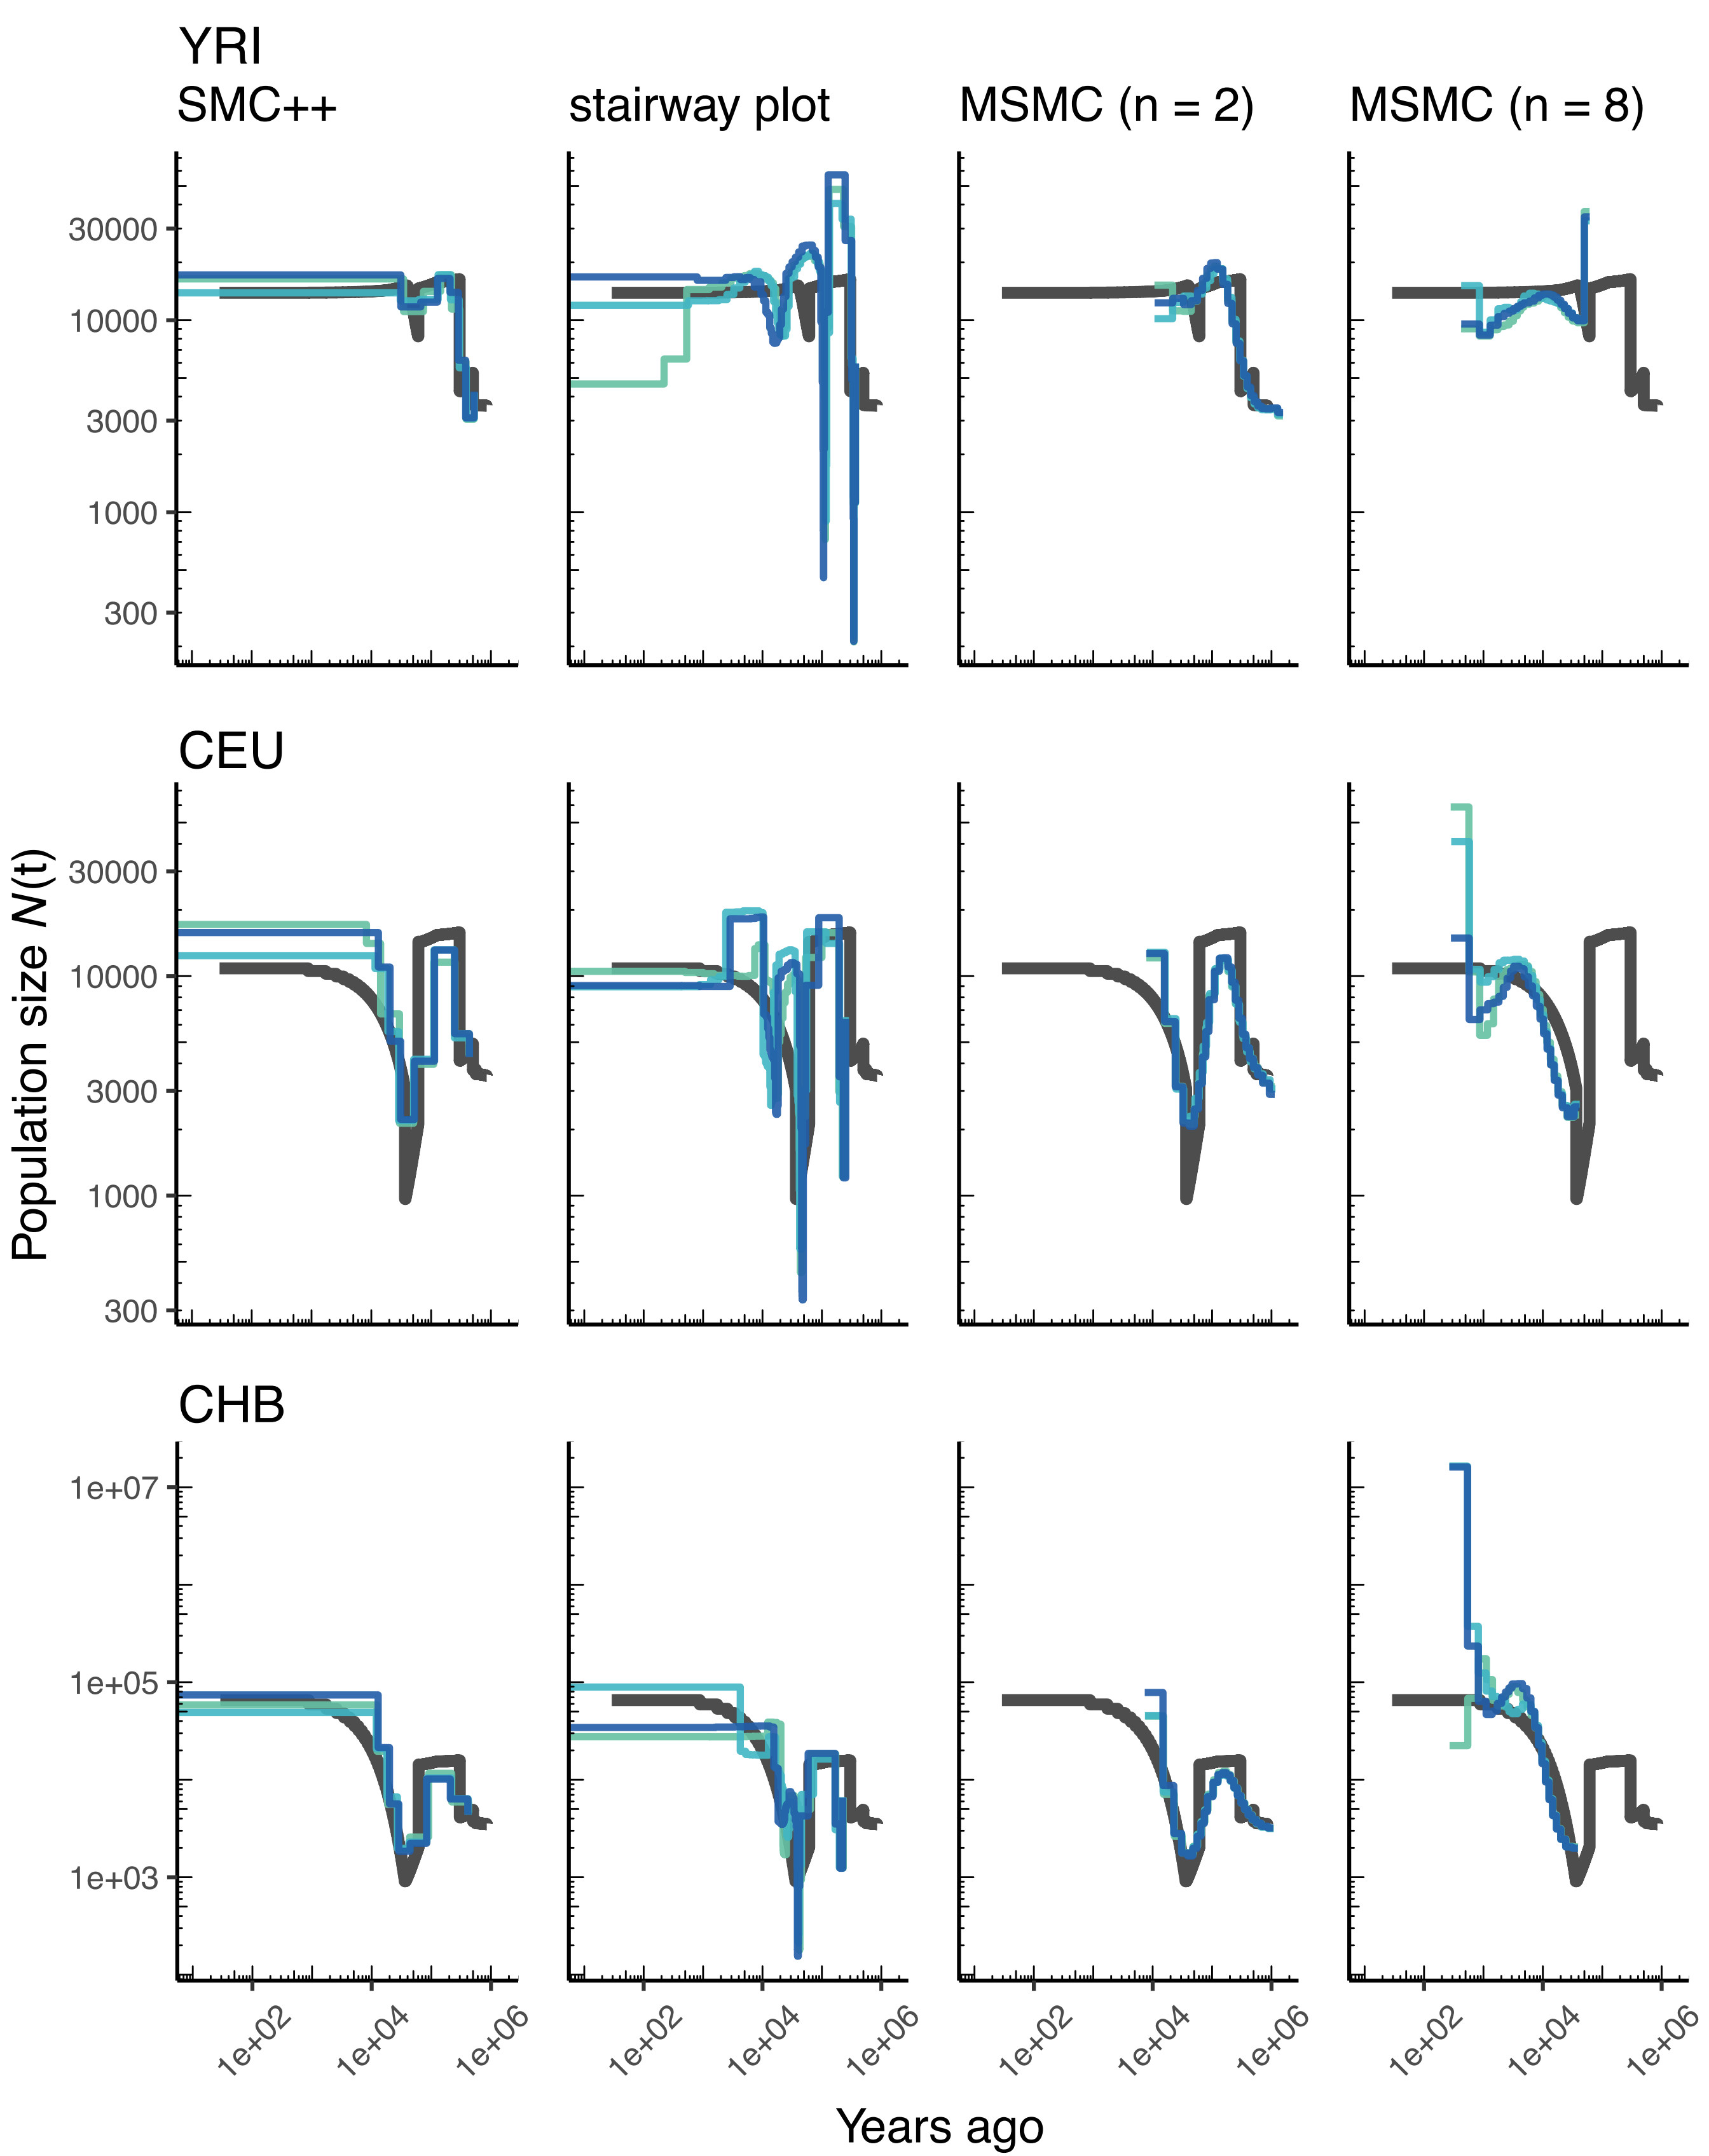 YRI
SMC++ stairway plot MSMC (n = 2) MSMC (n = 8)
30000
10000
3000
1000
300
CEU
30000
10000
3000
1000
300
Population size N(t)
CHB
1e+07
1e+05
1e+03
1e+02 1e+04 1e+06 1e+02 1e+04 1e+06 1e+02 1e+04 1e+06 1e+02 1e+04 1e+06
Years ago